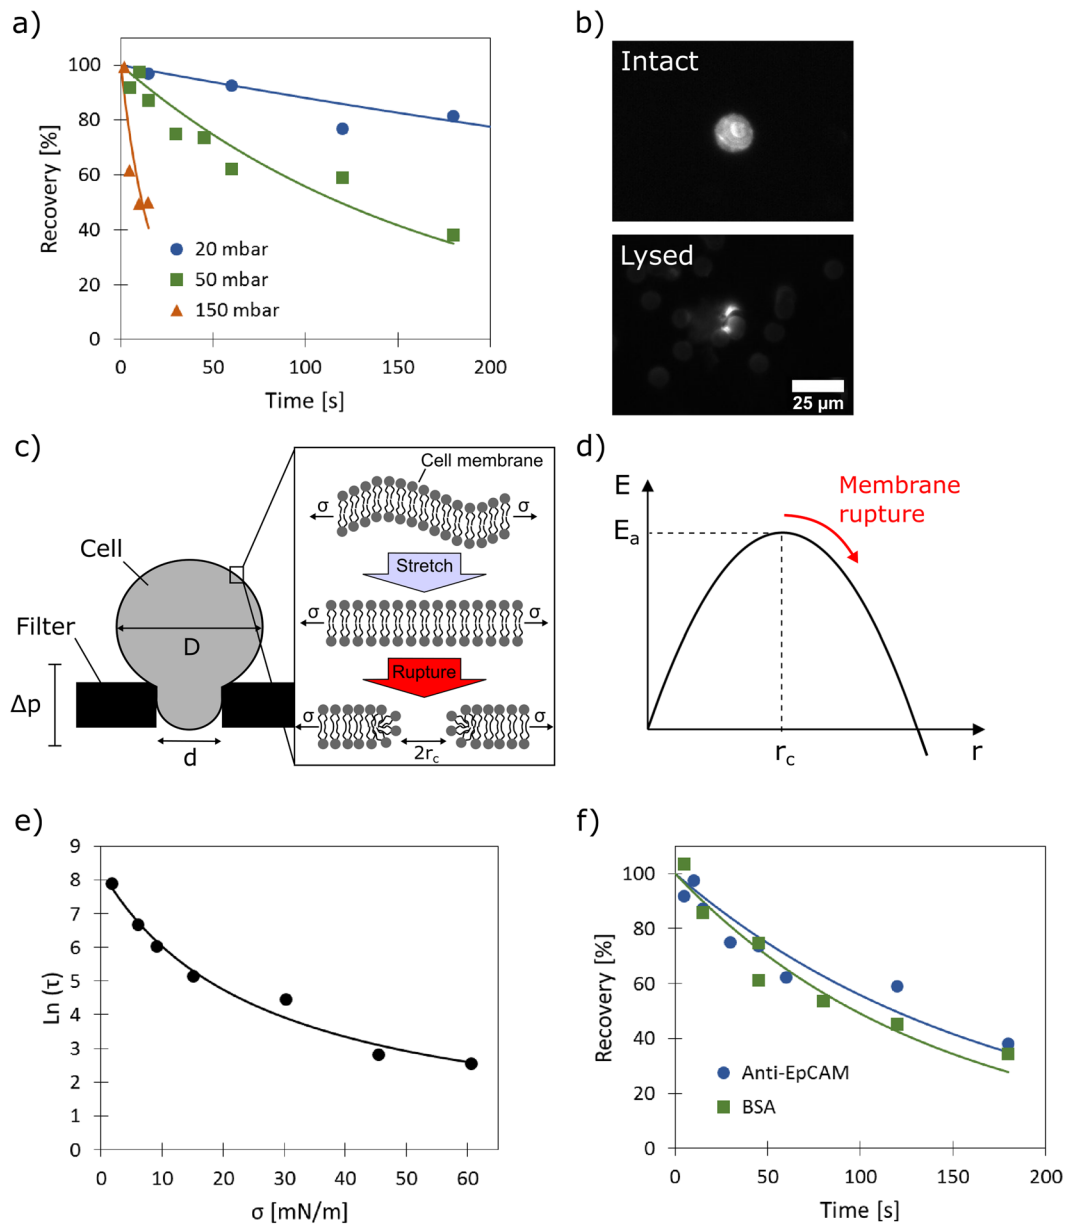 a)
Recovery [%]
100
80
60
40
20
0
20 mbar
50 mbar
150 mbar
0 50 100 150 200
Time [s]
b)
Intact
Lysed
25 µm
c)
Cell
Filter
D
Δp
d
Cell membrane
σ σ
Stretch
σ σ
Rupture
σ σ
2rc
d)
E
Ea
Membrane
rupture
rc
r
e)
Ln (τ)
9
8
7
6
5
4
3
2
1
0
0 10 20 30 40 50 60
σ [mN/m]
f)
Recovery [%]
100
80
60
40
20
0
Anti-EpCAM
BSA
0 50 100 150 200
Time [s]